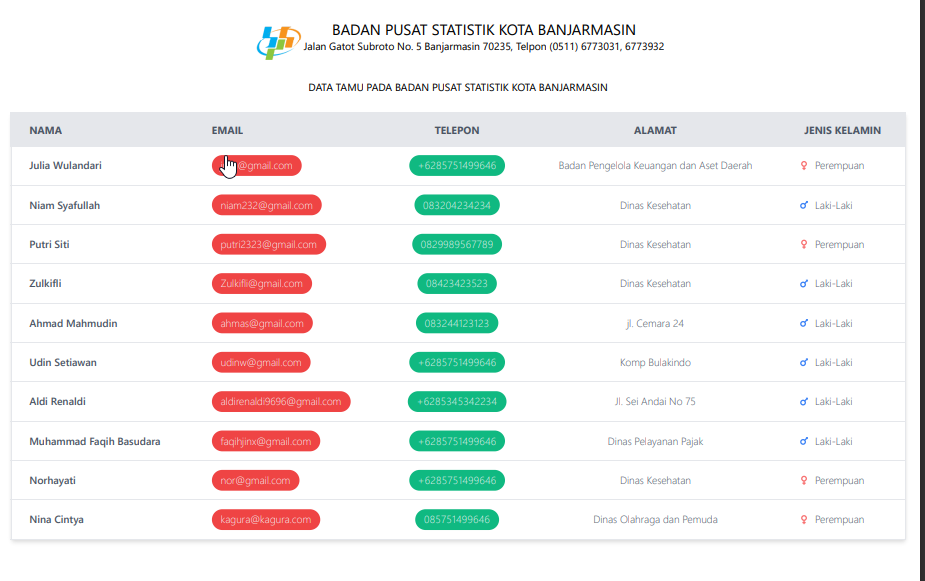 BADAN PUSAT STATISTIK KOTA BANJARMASIN
Jalan Gatot Subroto No. 5 Banjarmasin 70235, Telpon (0511) 6773031, 6773932
DATA TAMU PADA BADAN PUSAT STATISTIK KOTA BANJARMASIN
NAMA EMAIL TELEPON ALAMAT JENIS KELAMIN
Julia Wulandari @gmail.com +6285751499646 Badan Pengelola Keuangan dan Aset Daerah Perempuan
Niam Syafullah niam232@gmail.com 083204234234 Dinas Kesehatan Laki-Laki
Putri Siti putri2323@gmail.com 0829989567789 Dinas Kesehatan Perempuan
Zulkifli Zulkifli@gmail.com 08423423523 Dinas Kesehatan Laki-Laki
Ahmad Mahmudin ahmas@gmail.com 083244123123 jl. Cemara 24 Laki-Laki
Udin Setiawan udinw@gmail.com +6285751499646 Komp Bulakindo Laki-Laki
Aldi Renaldi aldirenaldi9696@gmail.com +6285345342234 Jl. Sei Andai No 75 Laki-Laki
Muhammad Faqih Basudara faqihjinx@gmail.com +6285751499646 Dinas Pelayanan Pajak Laki-Laki
Norhayati nor@gmail.com +6285751499646 Dinas Kesehatan Perempuan
Nina Cintya kagura@kagura.com 085751499646 Dinas Olahraga dan Pemuda Perempuan